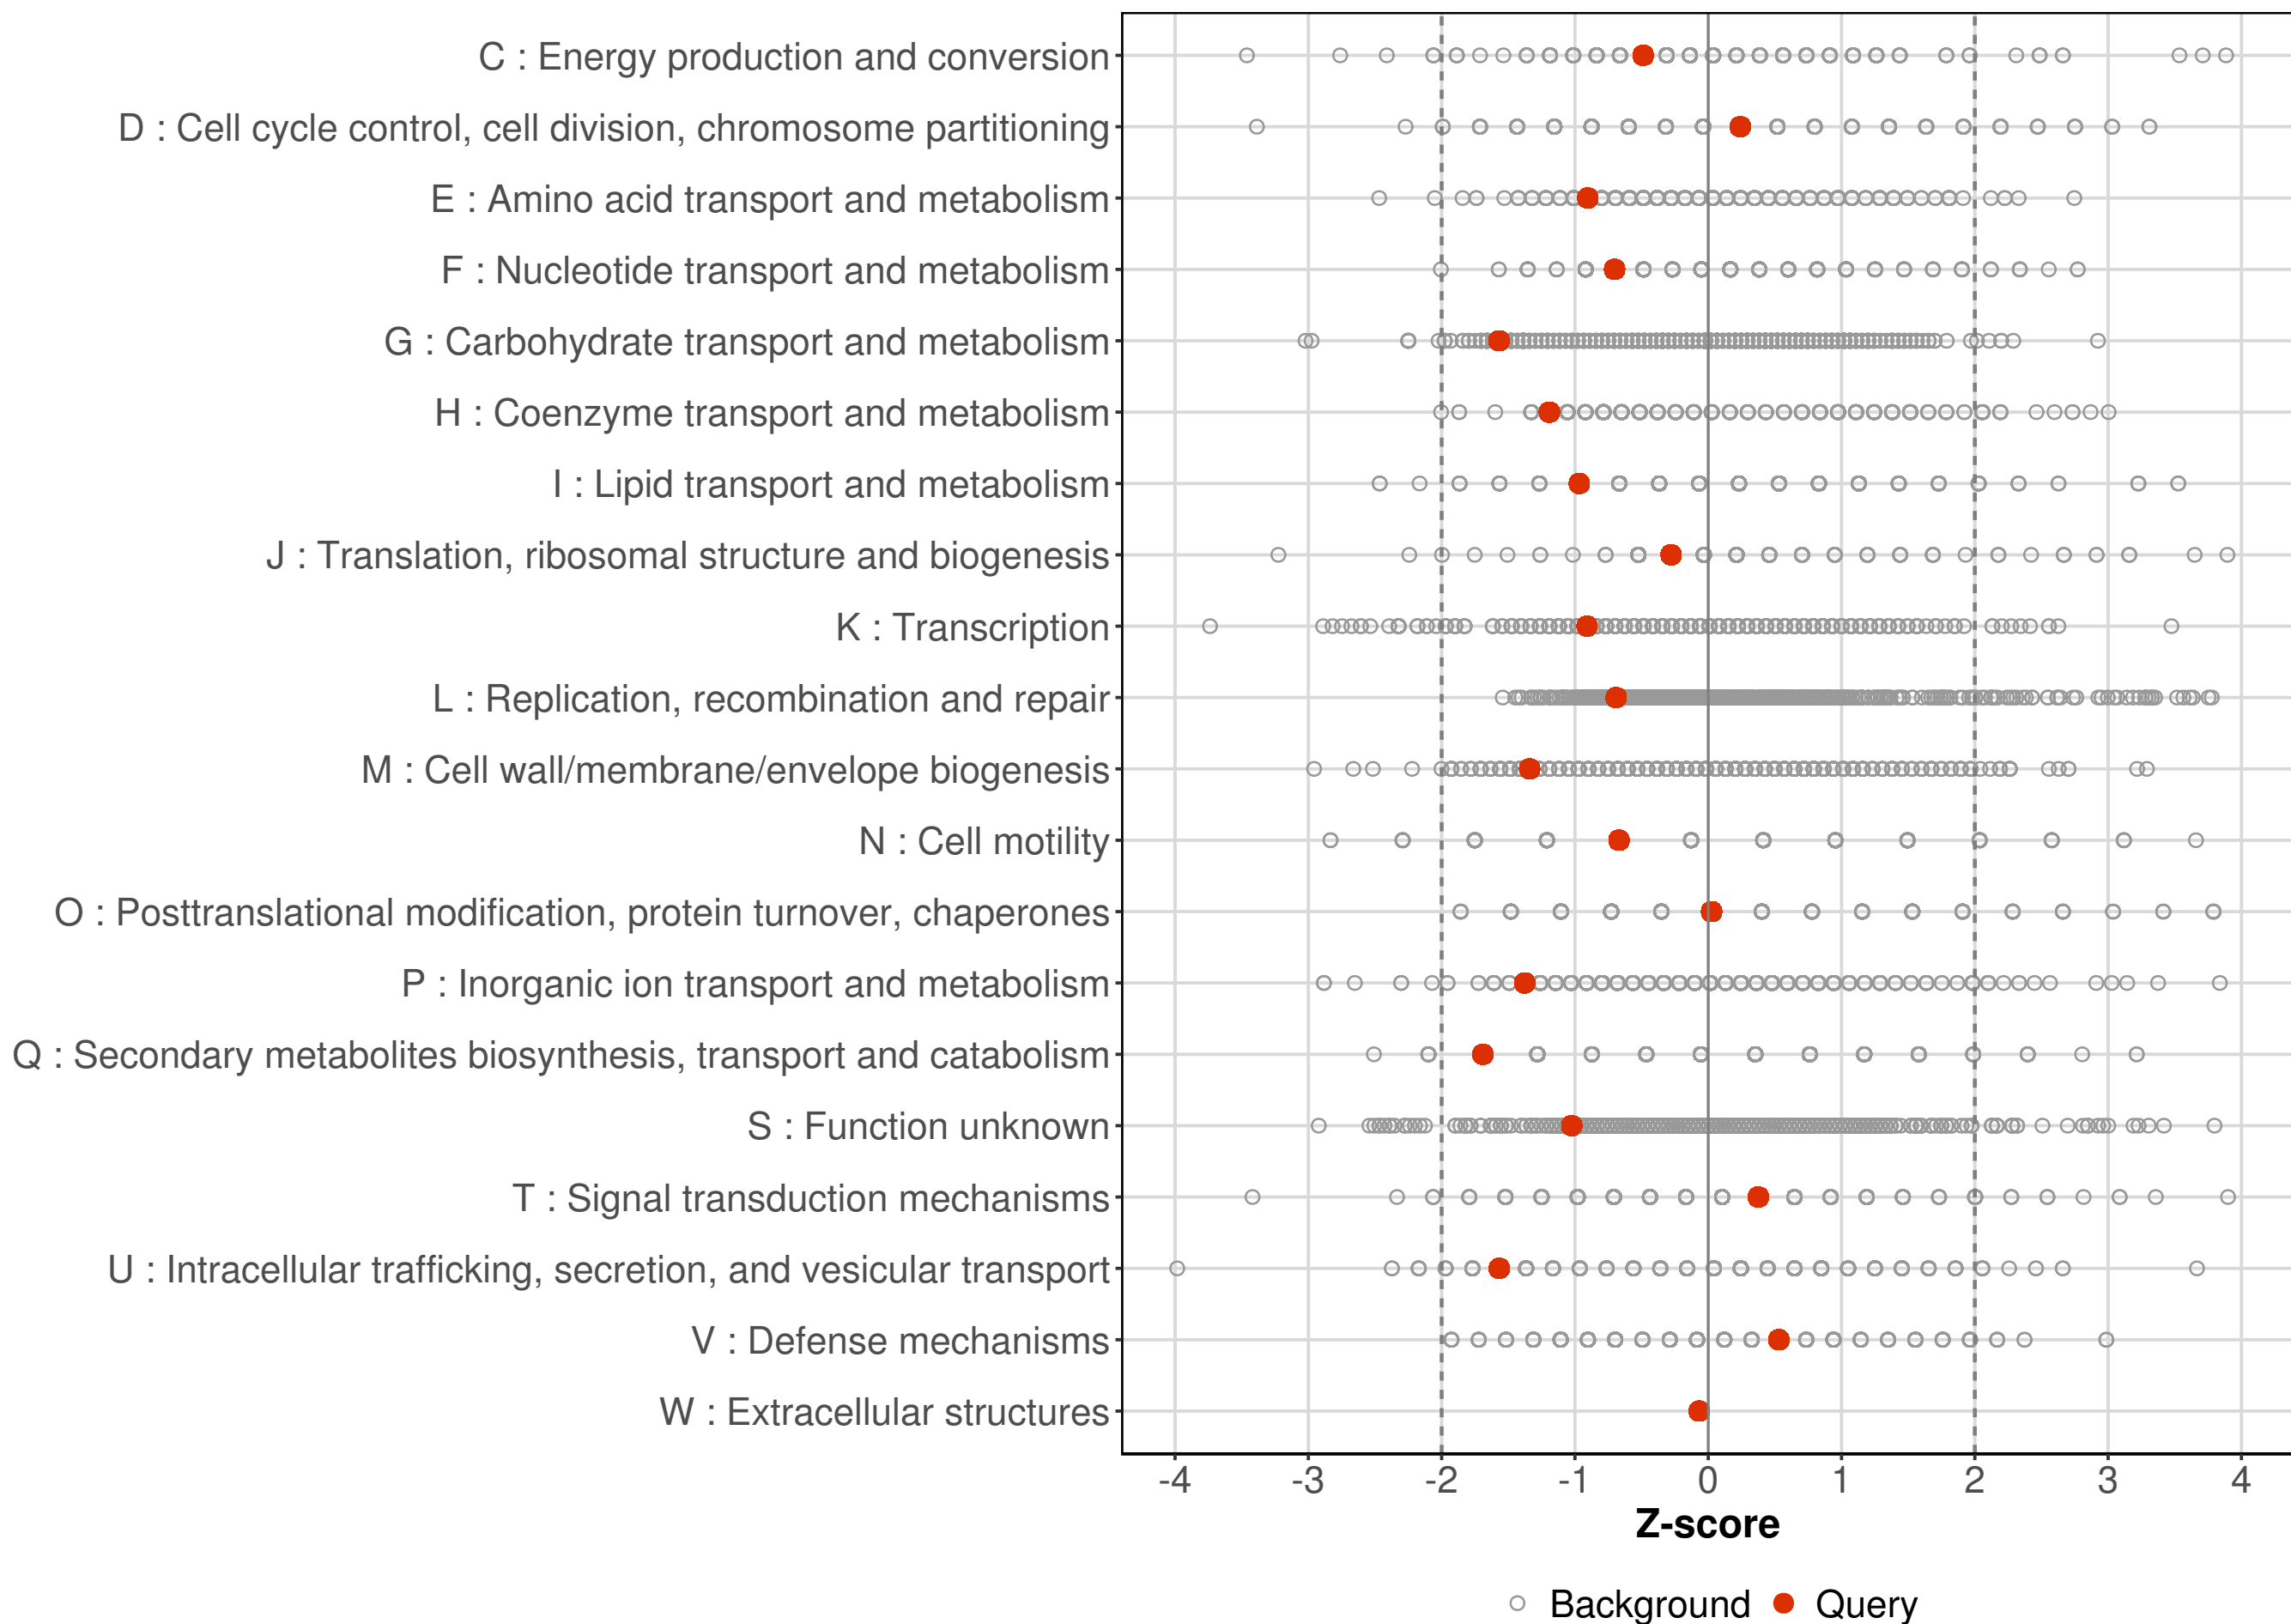 C : Energy production and conversion
D : Cell cycle control, cell division, chromosome partitioning
E : Amino acid transport and metabolism
F : Nucleotide transport and metabolism
G : Carbohydrate transport and metabolism
H : Coenzyme transport and metabolism
I : Lipid transport and metabolism
J : Translation, ribosomal structure and biogenesis
K : Transcription
L : Replication, recombination and repair
M : Cell wall/membrane/envelope biogenesis
N : Cell motility
O : Posttranslational modification, protein turnover, chaperones
P : Inorganic ion transport and metabolism
Q : Secondary metabolites biosynthesis, transport and catabolism
S : Function unknown
T : Signal transduction mechanisms
U : Intracellular trafficking, secretion, and vesicular transport
V : Defense mechanisms
W : Extracellular structures
-4 -3 -2 -1 0 1 2 3 4
Z-score
Background Query